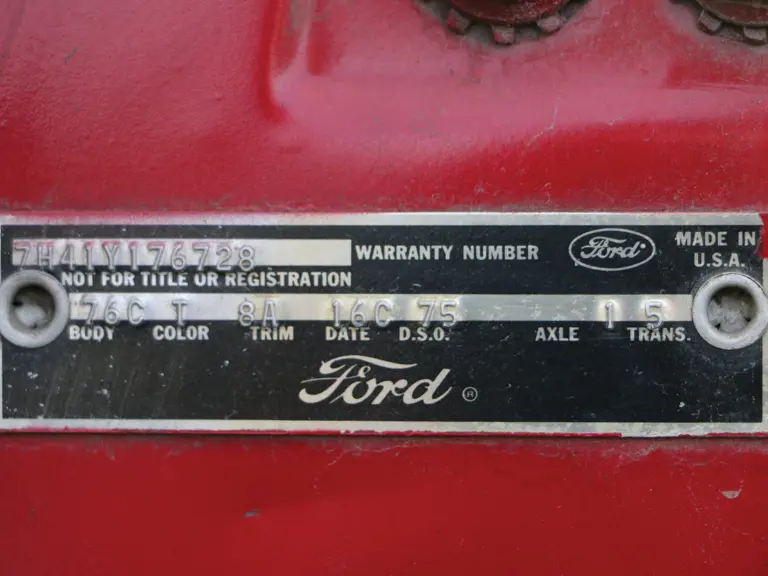 7H41Y176728 WARRANTY NUMBER Ford MADE IN U.S.A.
NOT FOR TITLE OR REGISTRATION
76C T 8A 16C 75 1 5
BODY COLOR TRIM DATE D.S.O. AXLE TRANS.
Ford ®